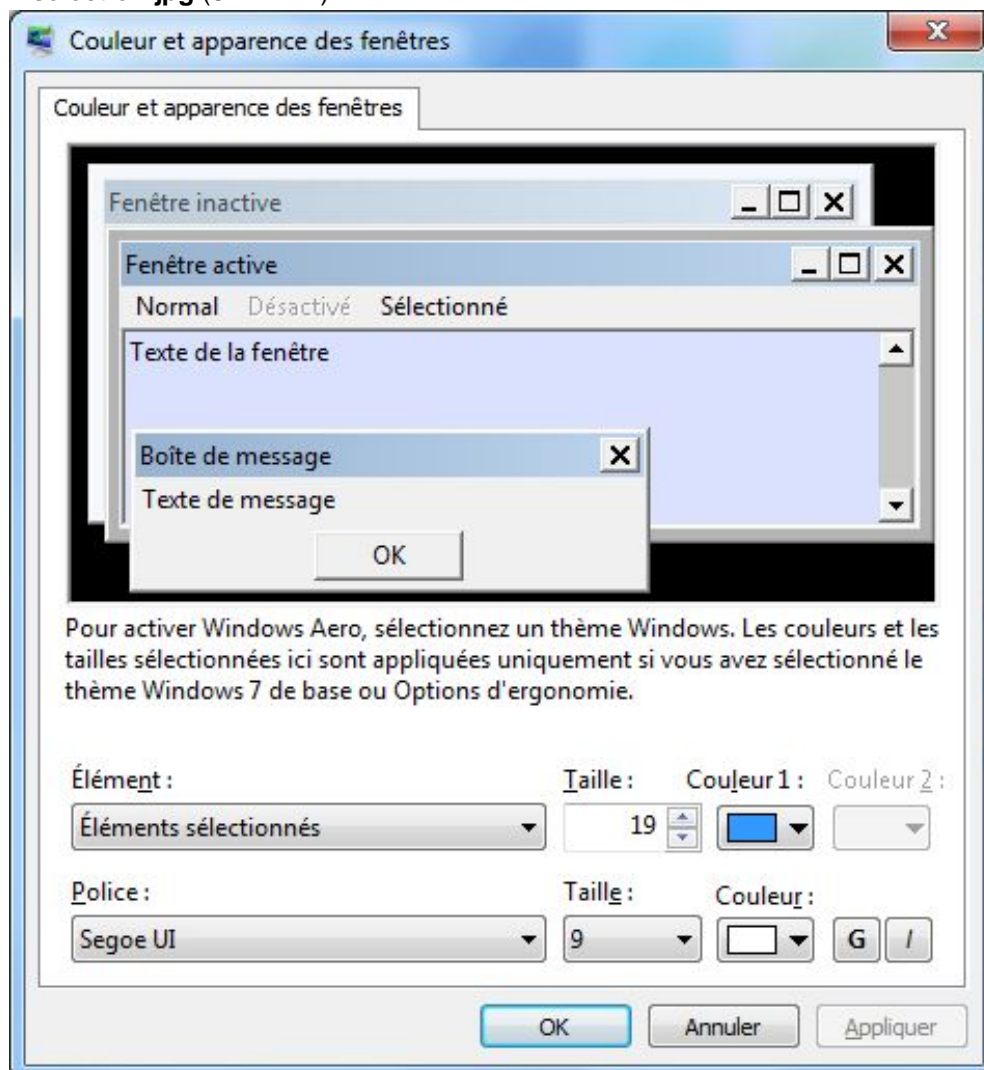 Couleur et apparence des fenêtres
Couleur et apparence des fenêtres
Fenêtre inactive
Fenêtre active
Normal Désactivé Sélectionné
Texte de la fenêtre
Boîte de message
Texte de message
OK
Pour activer Windows Aero, sélectionnez un thème Windows. Les couleurs et les
tailles sélectionnées ici sont appliquées uniquement si vous avez sélectionné le
thème Windows 7 de base ou Options d'ergonomie.
Élément : Taille : Couleur 1 : Couleur 2 :
Éléments sélectionnés 19
Police : Taille : Couleur :
Segoe UI 9 G I
OK Annuler Appliquer